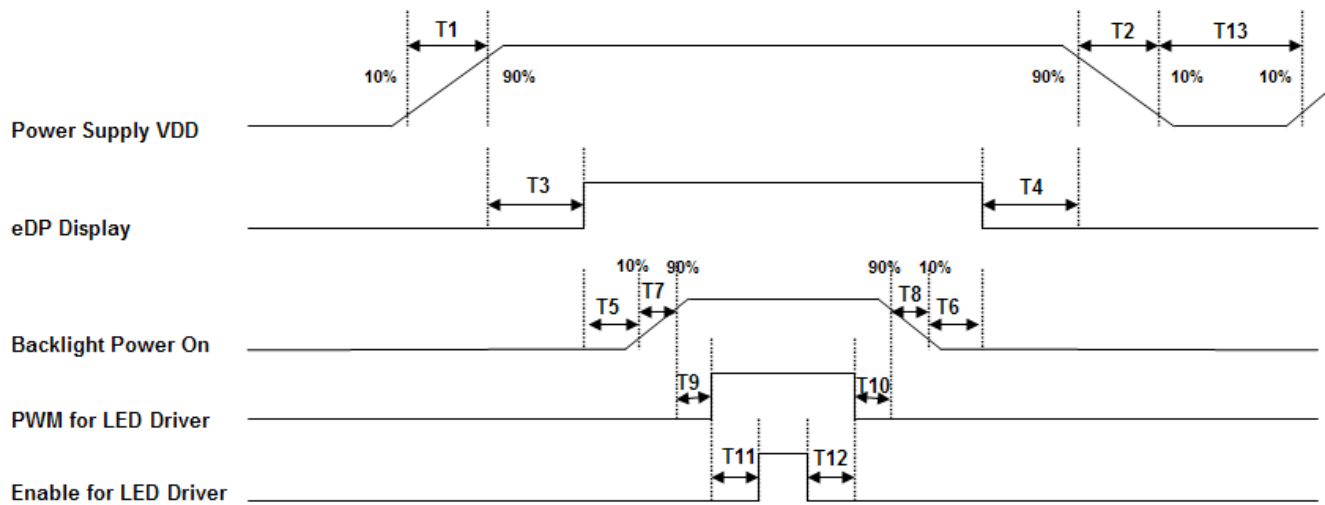 T1
T2
T13
10%
90%
90%
10%
10%
Power Supply VDD
T3
T4
eDP Display
10%
90%
90%
10%
T5
T7
T8
T6
Backlight Power On
T9
T10
PWM for LED Driver
T11
T12
Enable for LED Driver